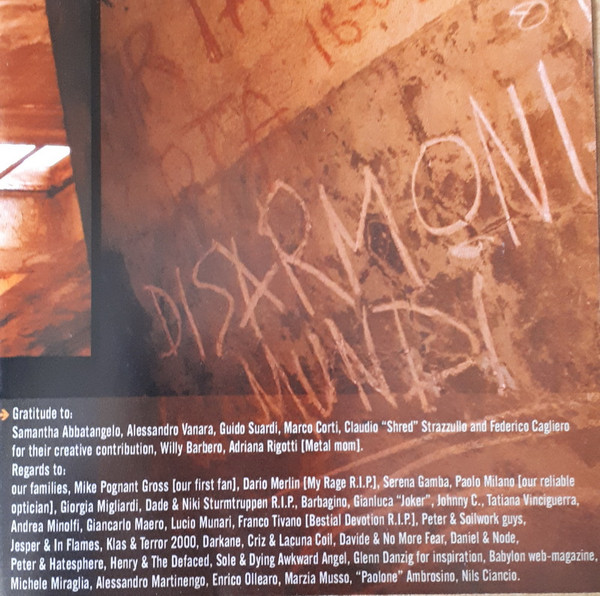 DISARMONI
MUNDI
Gratitude to:
Samantha Abbatangelo, Alessandro Vanara, Guido Suardi, Marco Corti, Claudio “Shred” Strazzullo and Federico Cagliero
for their creative contribution, Willy Barbero, Adriana Rigotti [Metal mom].
Regards to:
our families, Mike Pognant Gross [our first fan], Dario Merlin [My Rage R.I.P.], Serena Gamba, Paolo Milano [our reliable
optician], Giorgia Migliardi, Dade & Niki Sturmtruppen R.I.P., Barbagino, Gianluca “Joker”, Johnny C., Tatiana Vinciguerra,
Andrea Minolfi, Giancarlo Maero, Lucio Munari, Franco Tivano [Bestial Devotion R.I.P.], Peter & Soilwork guys,
Jesper & In Flames, Klas & Terror 2000, Darkane, Criz & Lacuna Coil, Davide & No More Fear, Daniel & Node,
Peter & Hatesphere, Henry & The Defaced, Sole & Dying Awkward Angel, Glenn Danzig for inspiration, Babylon web-magazine,
Michele Miraglia, Alessandro Martinengo, Enrico Ollearo, Marzia Musso, “Paolone” Ambrosino, Nils Ciancio.